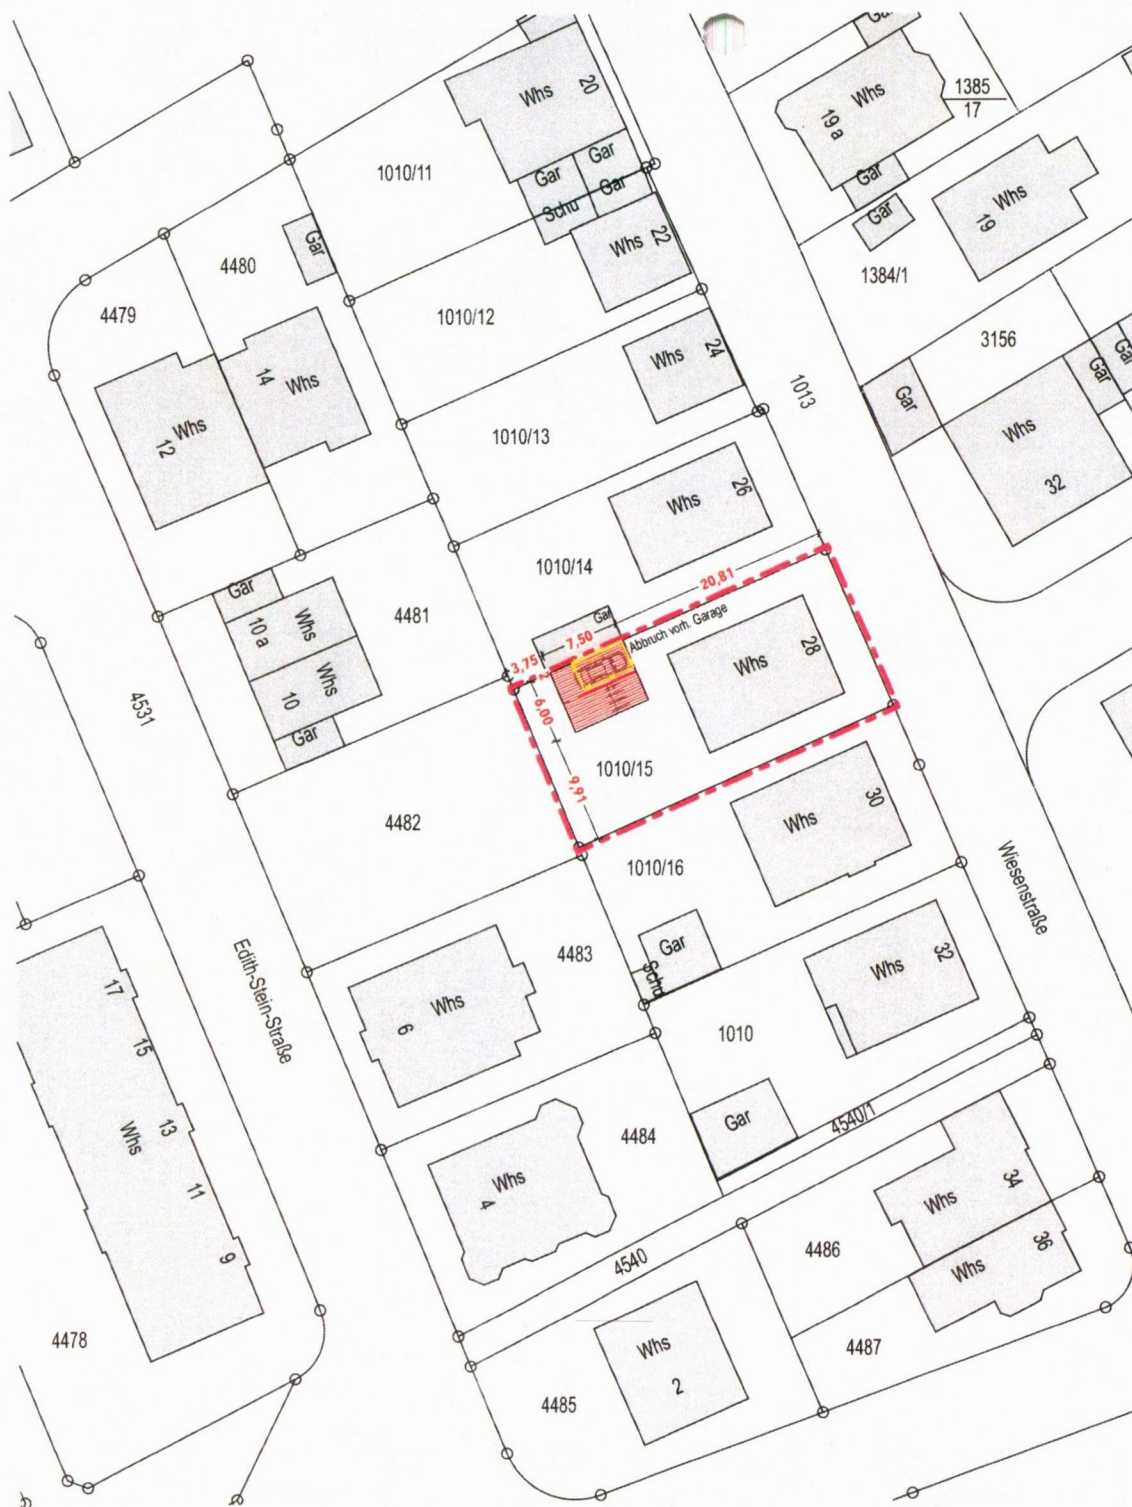 Gar
1385
17
Whs
19 a
Whs
20
Gar
Gar
Gar
1010/11
Gar
Gar
Schu
Whs
22
Whs
19
1384/1
4480
Gar
4479
1010/12
3156
Whs
24
14
Whs
1013
Gar
Gar
Whs
12
1010/13
Whs
32
Gar
Whs
26
1010/14
20,81
Gar
Abbruch vorh. Garage
7,50
3,75
Gar
10 a
Whs
4481
Whs
28
10
Whs
Gar
6,00
1010/15
9,91
4531
4482
Whs
30
1010/16
Wiesenstraße
Gar
Schu
4483
Whs
32
Edith-Stein-Straße
6
Whs
1010
17
15
13
Whs
11
9
4484
Gar
4540/1
Whs
4
Whs
34
4486
Whs
36
4540
4478
Whs
2
4487
4485